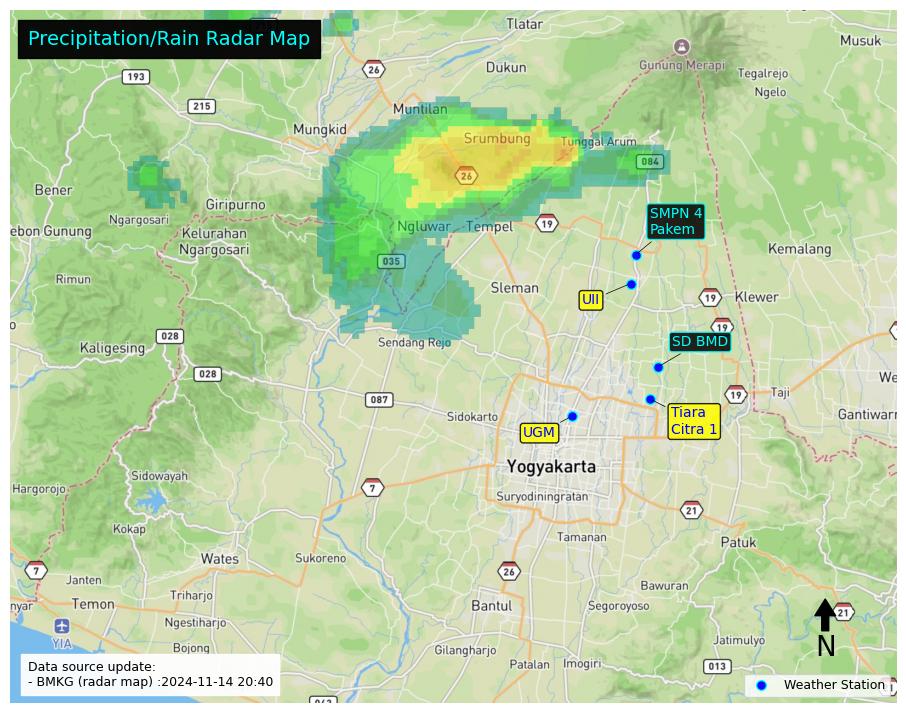 Precipitation/Rain Radar Map
Tlatar
Musuk
Gunung Merapi
26
Dukun
Tegalrejo
193
Ngelo
215
Muntilan
Mungkid
Srumbung
Tunggal Arum
084
26
Bener
Giripurno
Ngargosari
SMPN 4
Pakem
19
ebon Gunung
Kelurahan
Ngargosari
Ngluwar
Tempel
Kemalang
035
Rimun
Sleman
UII
19
Klewer
19
028
Kaligesing
Sendang Rejo
SD BMD
028
We
087
19
Taji
Sidokarto
Tiara
Citra 1
Gantiwarn
UGM
Yogyakarta
Sidowayah
Hargorojo
7
Suryodiningratan
21
Kokap
Tamanan
Patuk
Wates
Sukoreno
7
26
Janten
Bawuran
Triharjo
nyar
Temon
Bantul
Segoroyoso
21
Ngestiharjo
YIA
Bojong
Gilangharjo
Jatimulyo
N
Patalan
Imogiri
013
Data source update:
- BMKG (radar map) :2024-11-14 20:40
Weather Station